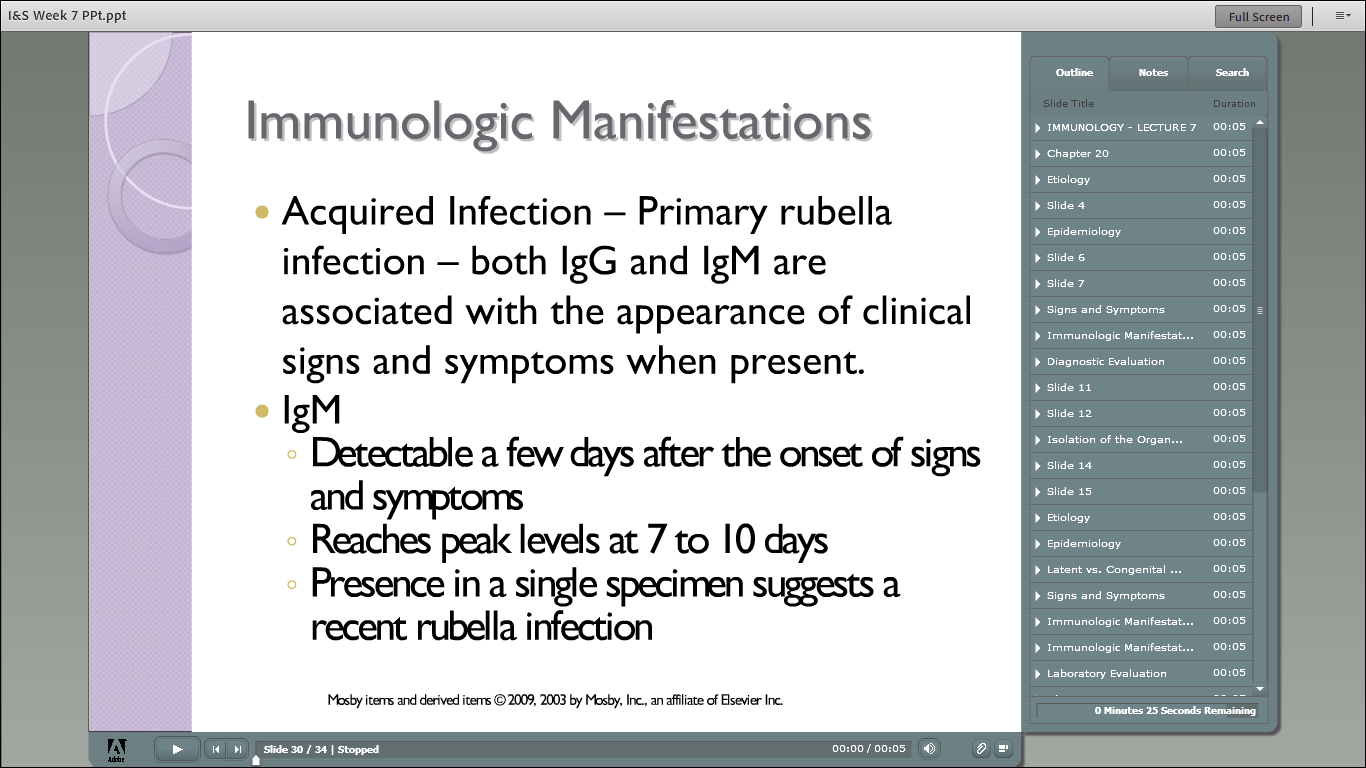 I&S Week 7 PPt.ppt
Full Screen
Immunologic Manifestations
Acquired Infection – Primary rubella
infection – both IgG and IgM are
associated with the appearance of clinical
signs and symptoms when present.
IgM
Detectable a few days after the onset of signs
and symptoms
Reaches peak levels at 7 to 10 days
Presence in a single specimen suggests a
recent rubella infection
Mosby items and derived items © 2009, 2003 by Mosby, Inc., an affiliate of Elsevier Inc.
Outline Notes Search
Slide Title Duration
IMMUNOLOGY - LECTURE 7 00:05
Chapter 20 00:05
Etiology 00:05
Slide 4 00:05
Epidemiology 00:05
Slide 6 00:05
Slide 7 00:05
Signs and Symptoms 00:05
Immunologic Manifestat... 00:05
Diagnostic Evaluation 00:05
Slide 11 00:05
Slide 12 00:05
Isolation of the Organ... 00:05
Slide 14 00:05
Slide 15 00:05
Etiology 00:05
Epidemiology 00:05
Latent vs. Congenital ... 00:05
Signs and Symptoms 00:05
Immunologic Manifestat... 00:05
Immunologic Manifestat... 00:05
Laboratory Evaluation 00:05
0 Minutes 25 Seconds Remaining
Adobe
Slide 30 / 34 | Stopped 00:00 / 00:05